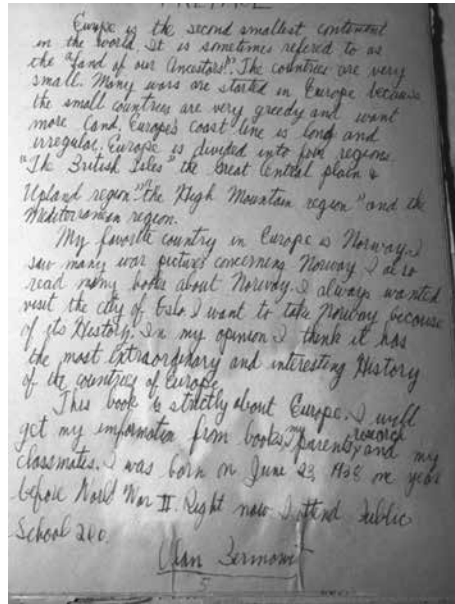 PREFACE
Europe is the second smallest continent
in the world. It is sometimes refered to as
the "Land of our Ancestors". The countries are very
small. Many wars are started in Europe because
the small countries are very greedy and want
more land. Europe's coast line is long and
irregular. Europe is divided into four regions.
"The British Isles" the Great Central plain &
Upland region "the High Mountain region" and the
Mediterranean region.
My favorite country in Europe is Norway. I
saw many war pictures concerning Norway I also
read many books about Norway. I always wanted
visit the city of Oslo. I want to take Norway because
of its History. In my opinion I think it has
the most Extraordinary and interesting History
of the countries of Europe.
This book is strictly about Europe. I will
get my information from books, my parents, research and my
classmates. I was born on June 23, 1938 one year
before World War II. Right now I attend Public
School 200.
Alan
5